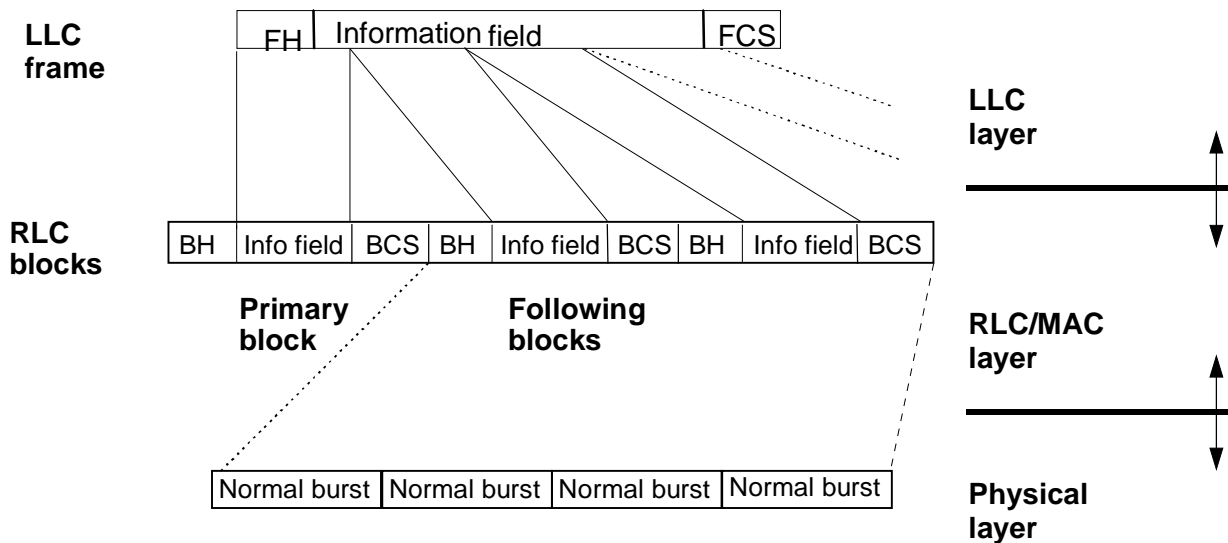 LLC
frame
FH
Information field
FCS
LLC
layer
RLC
blocks
BH
Info field
BCS
BH
Info field
BCS
BH
Info field
BCS
Primary
block
Following
blocks
RLC/MAC
layer
Normal burst
Normal burst
Normal burst
Normal burst
Physical
layer